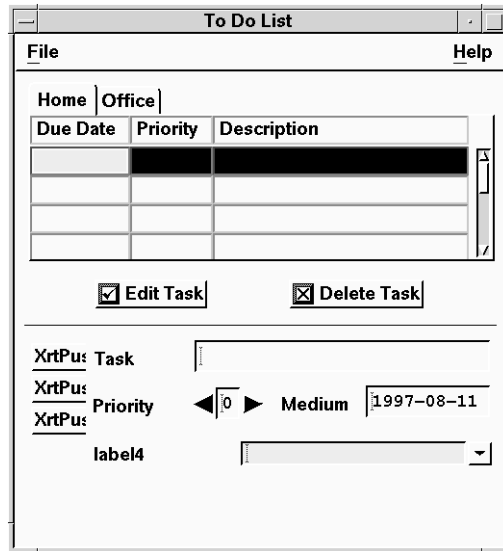 To Do List
File Help
Home Office
Due Date Priority Description
Edit Task Delete Task
XrtPus Task
XrtPus
Priority 0 Medium 1997-08-11
XrtPus
label4